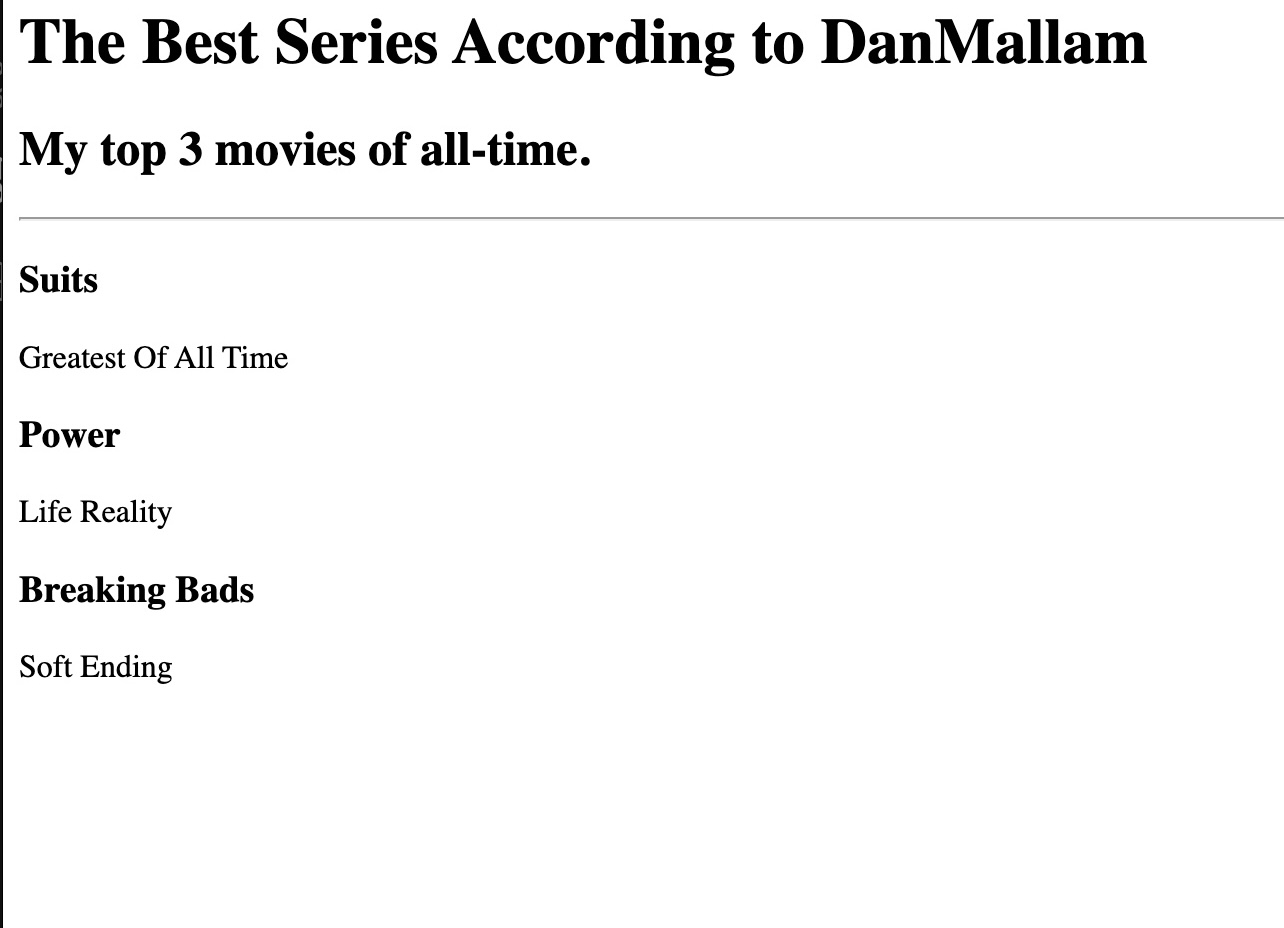 The Best Series According to DanMallam
My top 3 movies of all-time.
Suits
Greatest Of All Time
Power
Life Reality
Breaking Bads
Soft Ending